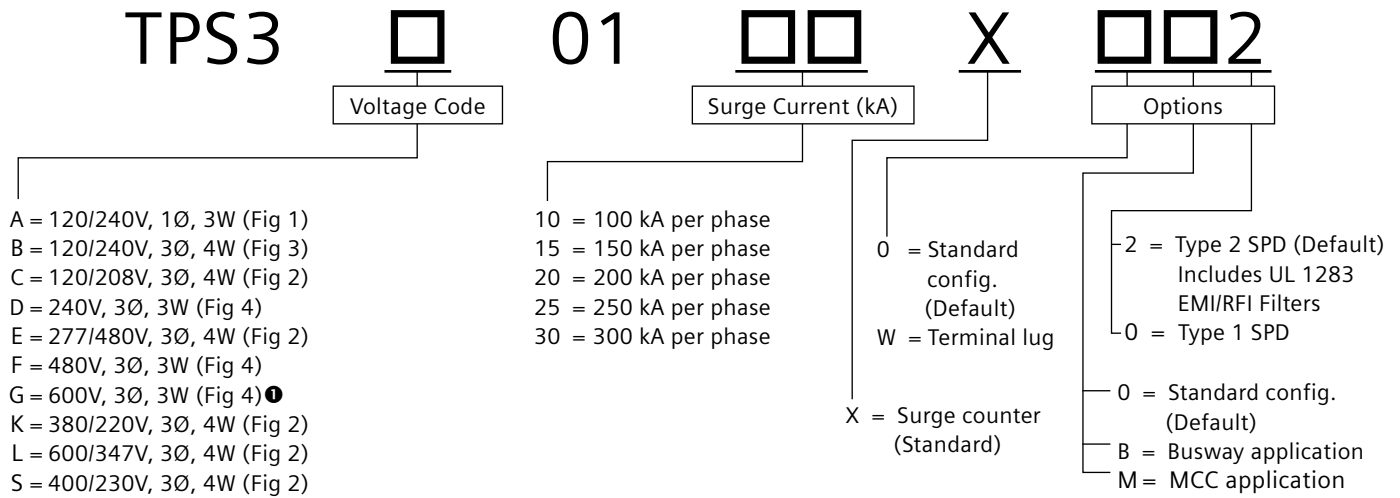 TPS3 □ 01 □□ X □□2
Voltage Code
Surge Current (kA)
Options
A = 120/240V, 1Ø, 3W (Fig 1)
B = 120/240V, 3Ø, 4W (Fig 3)
C = 120/208V, 3Ø, 4W (Fig 2)
D = 240V, 3Ø, 3W (Fig 4)
E = 277/480V, 3Ø, 4W (Fig 2)
F = 480V, 3Ø, 3W (Fig 4)
G = 600V, 3Ø, 3W (Fig 4)❶
K = 380/220V, 3Ø, 4W (Fig 2)
L = 600/347V, 3Ø, 4W (Fig 2)
S = 400/230V, 3Ø, 4W (Fig 2)
10 = 100 kA per phase
15 = 150 kA per phase
20 = 200 kA per phase
25 = 250 kA per phase
30 = 300 kA per phase
X = Surge counter
(Standard)
0 = Standard
config.
(Default)
W = Terminal lug
2 = Type 2 SPD (Default)
Includes UL 1283
EMI/RFI Filters
0 = Type 1 SPD
0 = Standard config.
(Default)
B = Busway application
M = MCC application